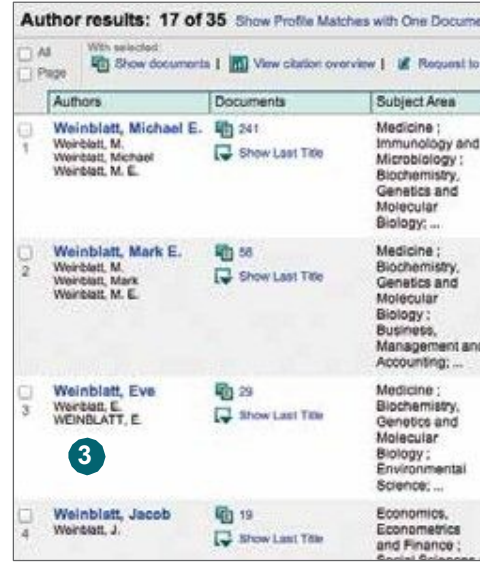 Author results: 17 of 35 Show Profile Matches with One Docume
All
Page
With selected:
Show documents | View citation overview | Request to
Authors Documents Subject Area
1 Weinblatt, Michael E. 241 Medicine ;
Weinblatt, M. Show Last Title Immunology and
Weinblatt, Michael Microbiology ;
Weinblatt, M. E. Biochemistry,
Genetics and
Molecular
Biology; ...
2 Weinblatt, Mark E. 56 Medicine ;
Weinblatt, M. Show Last Title Biochemistry,
Weinblatt, Mark Genetics and
Weinblatt, M. E. Molecular
Biology ;
Business,
Management and
Accounting; ...
3 Weinblatt, Eve 29 Medicine ;
Weinblatt, E. Show Last Title Biochemistry,
WEINBLATT, E. Genetics and
Molecular
3 Biology ;
Environmental
Science; ...
4 Weinblatt, Jacob 19 Economics,
Weinblatt, J. Show Last Title Econometrics
and Finance ;
Social Sciences